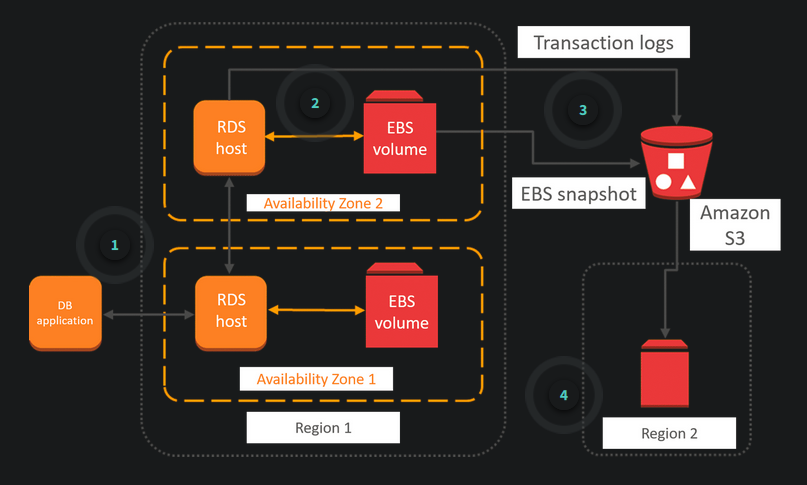 Transaction logs
2
3
RDS
host
EBS
volume
EBS snapshot
Availability Zone 2
Amazon
S3
1
DB
application
RDS
host
EBS
volume
Availability Zone 1
4
Region 1
Region 2